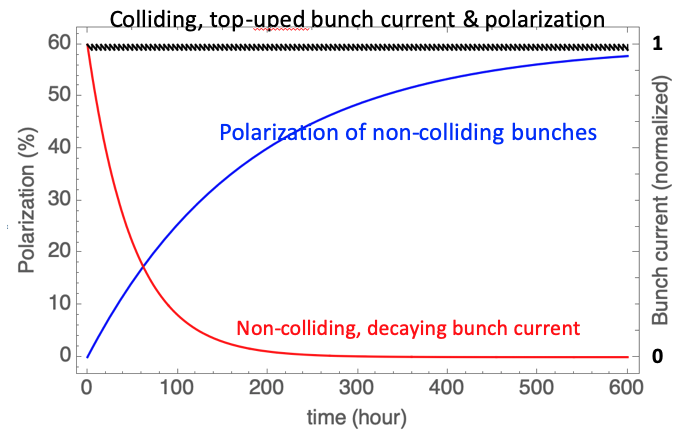 Colliding, top-uped bunch current & polarization
60
50
40
30
20
10
0
Polarization (%)
Polarization of non-colliding bunches
Non-colliding, decaying bunch current
1
0
Bunch current (normalized)
0 100 200 300 400 500 600
time (hour)